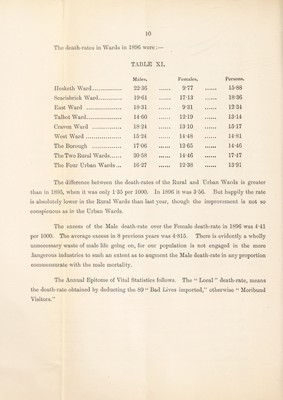 10
The death-rates in Wards in 1896 were :—
TABLE XI.
Males. Females. Persons.
Hesketh Ward............... 22·36 ...... 9·77 ...... 15·88
Scarisbrick Ward............ 19·61 ...... 17·13 ...... 18·36
East Ward .................. 18·31 ...... 9·31 ...... 13·34
Talbot Ward.................. 14·60 ...... 13·19 ...... 13·14
Craven Ward ............... 18·24 ...... 13·10 ...... 15·17
West Ward .................. 15·24 ...... 14·48 ...... 14·81
The Borough ............... 17·06 ...... 12·65 ...... 14·46
The Two Rural Wards...... 20·58 ...... 14·46 ...... 17·47
The Four Urban Wards ... 16·27 ...... 12·38 ...... 13·91
The difference between the death-rates of the Rural and Urban Wards is greater
than in 1895, when it was only 1·35 per 1000. In 1896 it was 3·56. But happily the rate
is absolutely lower in the Rural Wards than last year, though the improvement is not so
conspicuous as in the Urban Wards.
The excess of the Male death-rate over the Female death-rate in 1896 was 4·41
per 1000. The average excess in 8 previous years was 4·815. There is evidently a wholly
unnecessary waste of male life going on, for our population is not engaged in the more
dangerous industries to such an extent as to augment the Male death-rate in any proportion
commensurate with the male mortality.
The Annual Epitome of Vital Statistics follows. The “ Local ” death-rate, means
the death-rate obtained by deducting the 89 “ Bad Lives imported,” otherwise “ Moribund
Visitors.”